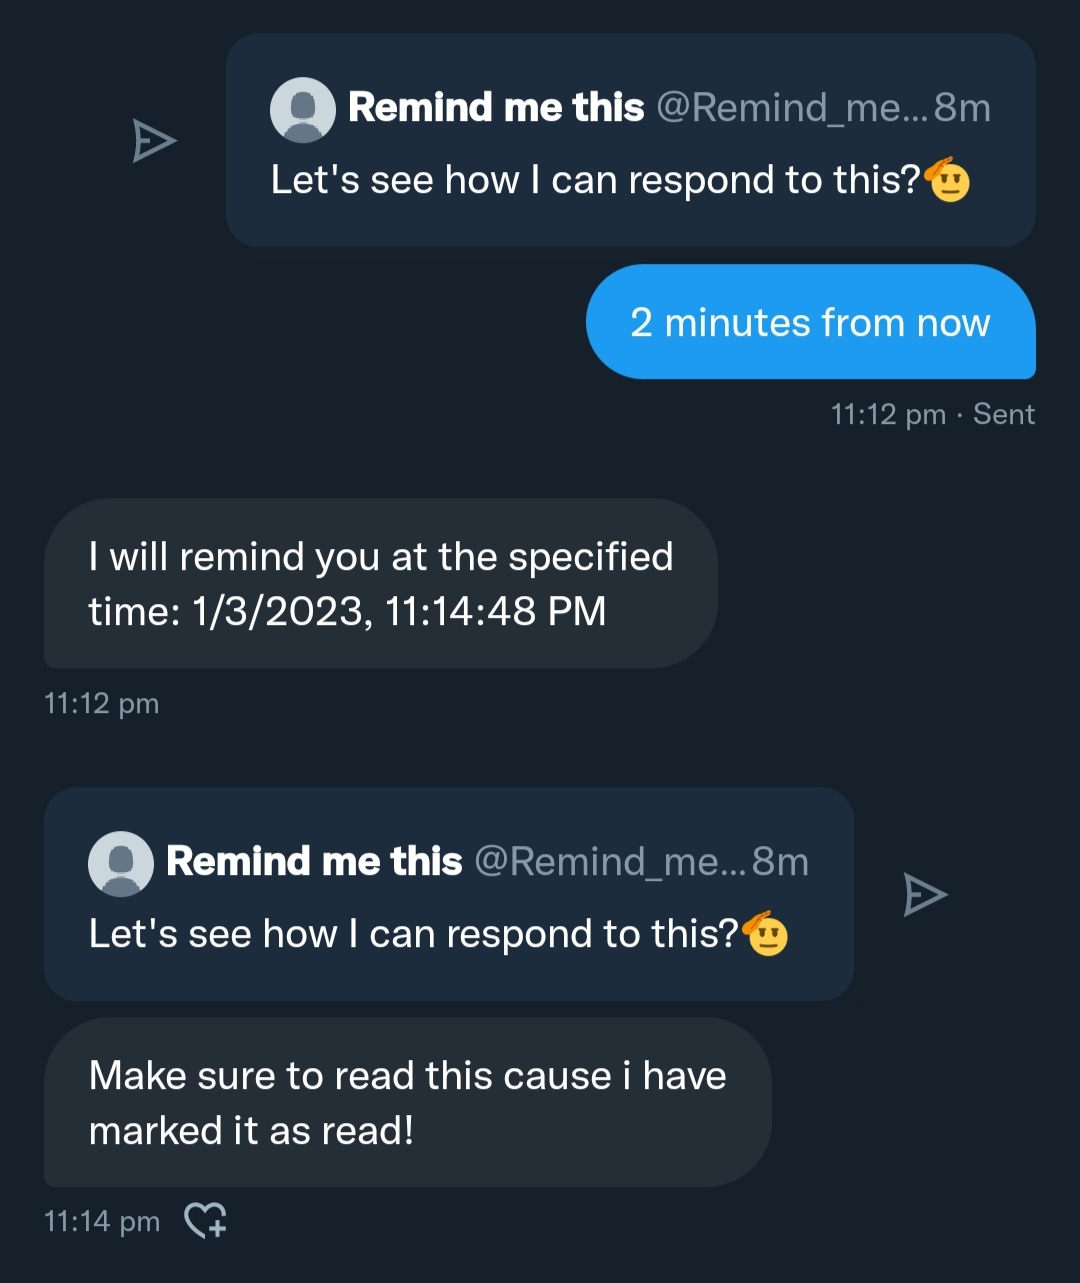 Remind me this @Remind_me... 8m
Let's see how I can respond to this?🫡
2 minutes from now
11:12 pm · Sent
I will remind you at the specified
time: 1/3/2023, 11:14:48 PM
11:12 pm
Remind me this @Remind_me... 8m
Let's see how I can respond to this?🫡
Make sure to read this cause i have
marked it as read!
11:14 pm